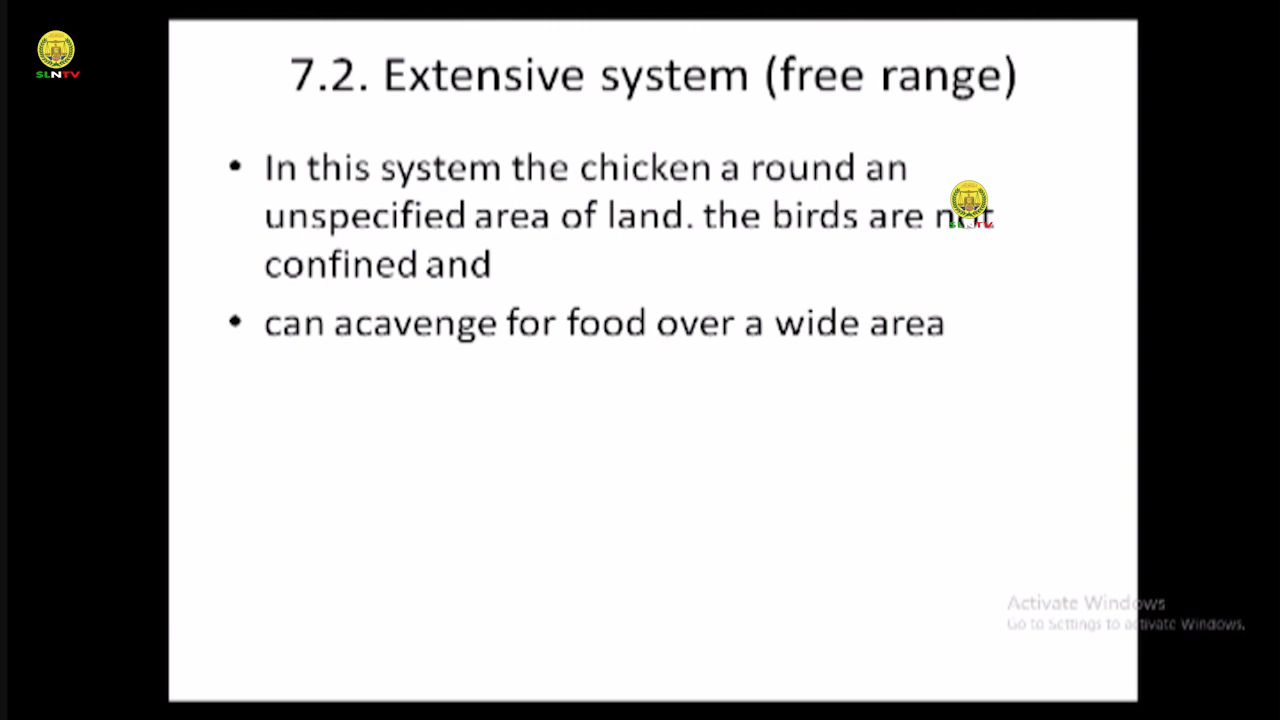 SLNTV
7.2. Extensive system (free range)
• In this system the chicken a round an
unspecified area of land. the birds are not
confined and
• can acavenge for food over a wide area
SLNTV
Activate Windows
Go to Settings to activate Windows.